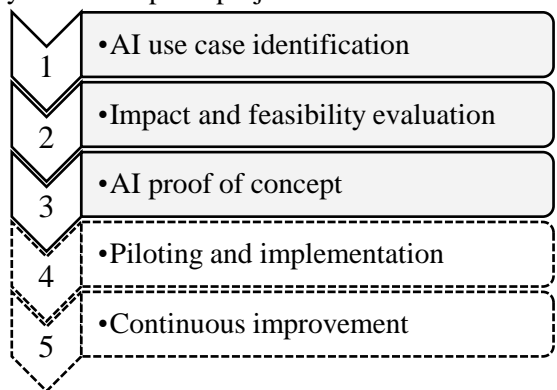 1
•AI use case identification
2
•Impact and feasibility evaluation
3
•AI proof of concept
4
•Piloting and implementation
5
•Continuous improvement